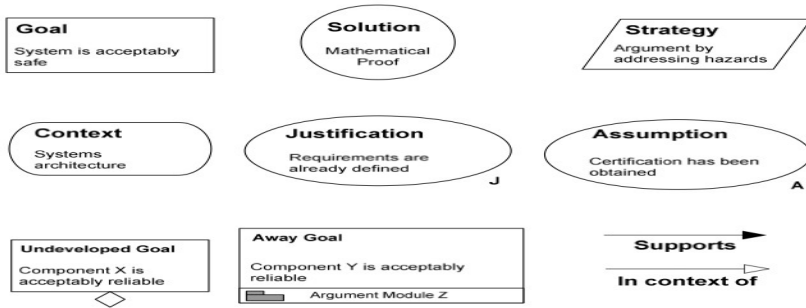 Goal
System is acceptably
safe
Solution
Mathematical
Proof
Strategy
Argument by
addressing hazards
Context
Systems
architecture
Justification
Requirements are
already defined
J
Assumption
Certification has been
obtained
A
Undeveloped Goal
Component X is
acceptably reliable
Away Goal
Component Y is acceptably
reliable
Argument Module Z
Supports
In context of